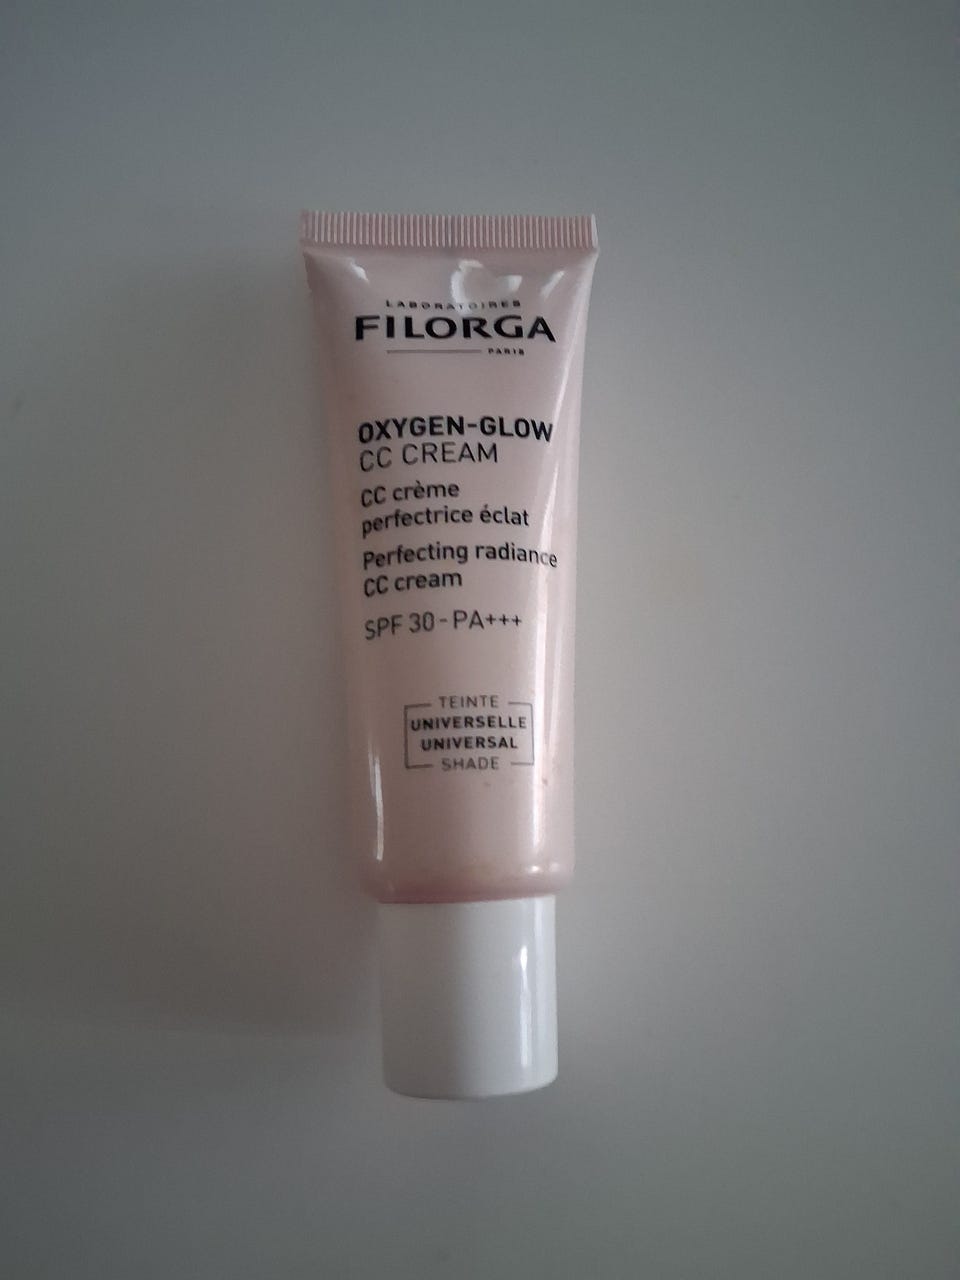 LABORATOIRES
FILORGA
PARIS
OXYGEN-GLOW
CC CREAM
CC crème
perfectrice éclat
Perfecting radiance
CC cream
SPF 30 - PA+++
TEINTE
UNIVERSELLE
UNIVERSAL
SHADE